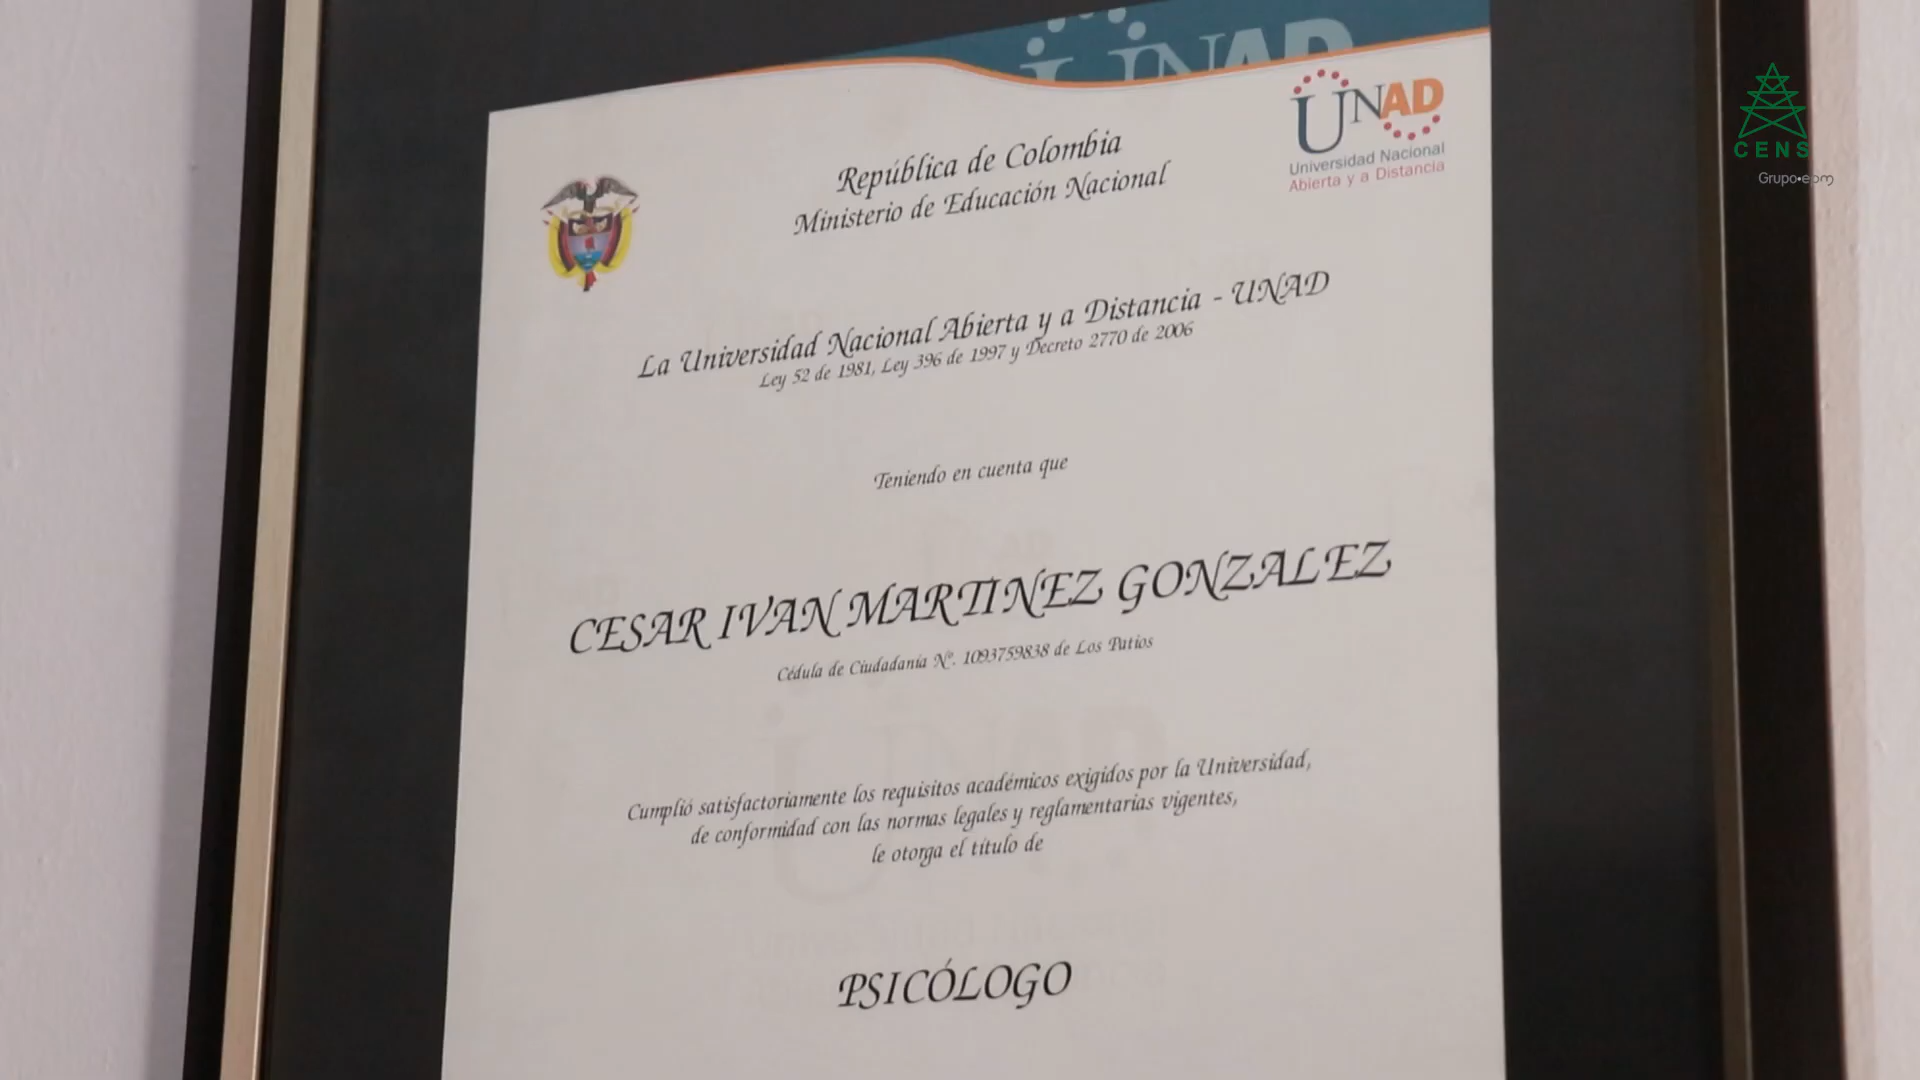 UNAD
UNAD
Universidad Nacional
Abierta y a Distancia
CENS
Grupo•epm
República de Colombia
Ministerio de Educación Nacional
La Universidad Nacional Abierta y a Distancia - UNAD
Ley 52 de 1981, Ley 396 de 1997 y Decreto 2770 de 2006
Teniendo en cuenta que
CESAR IVAN MARTINEZ GONZALEZ
Cédula de Ciudadanía Nº. 1093759838 de Los Patios
Cumplió satisfactoriamente los requisitos académicos exigidos por la Universidad,
de conformidad con las normas legales y reglamentarias vigentes,
le otorga el título de
PSICÓLOGO